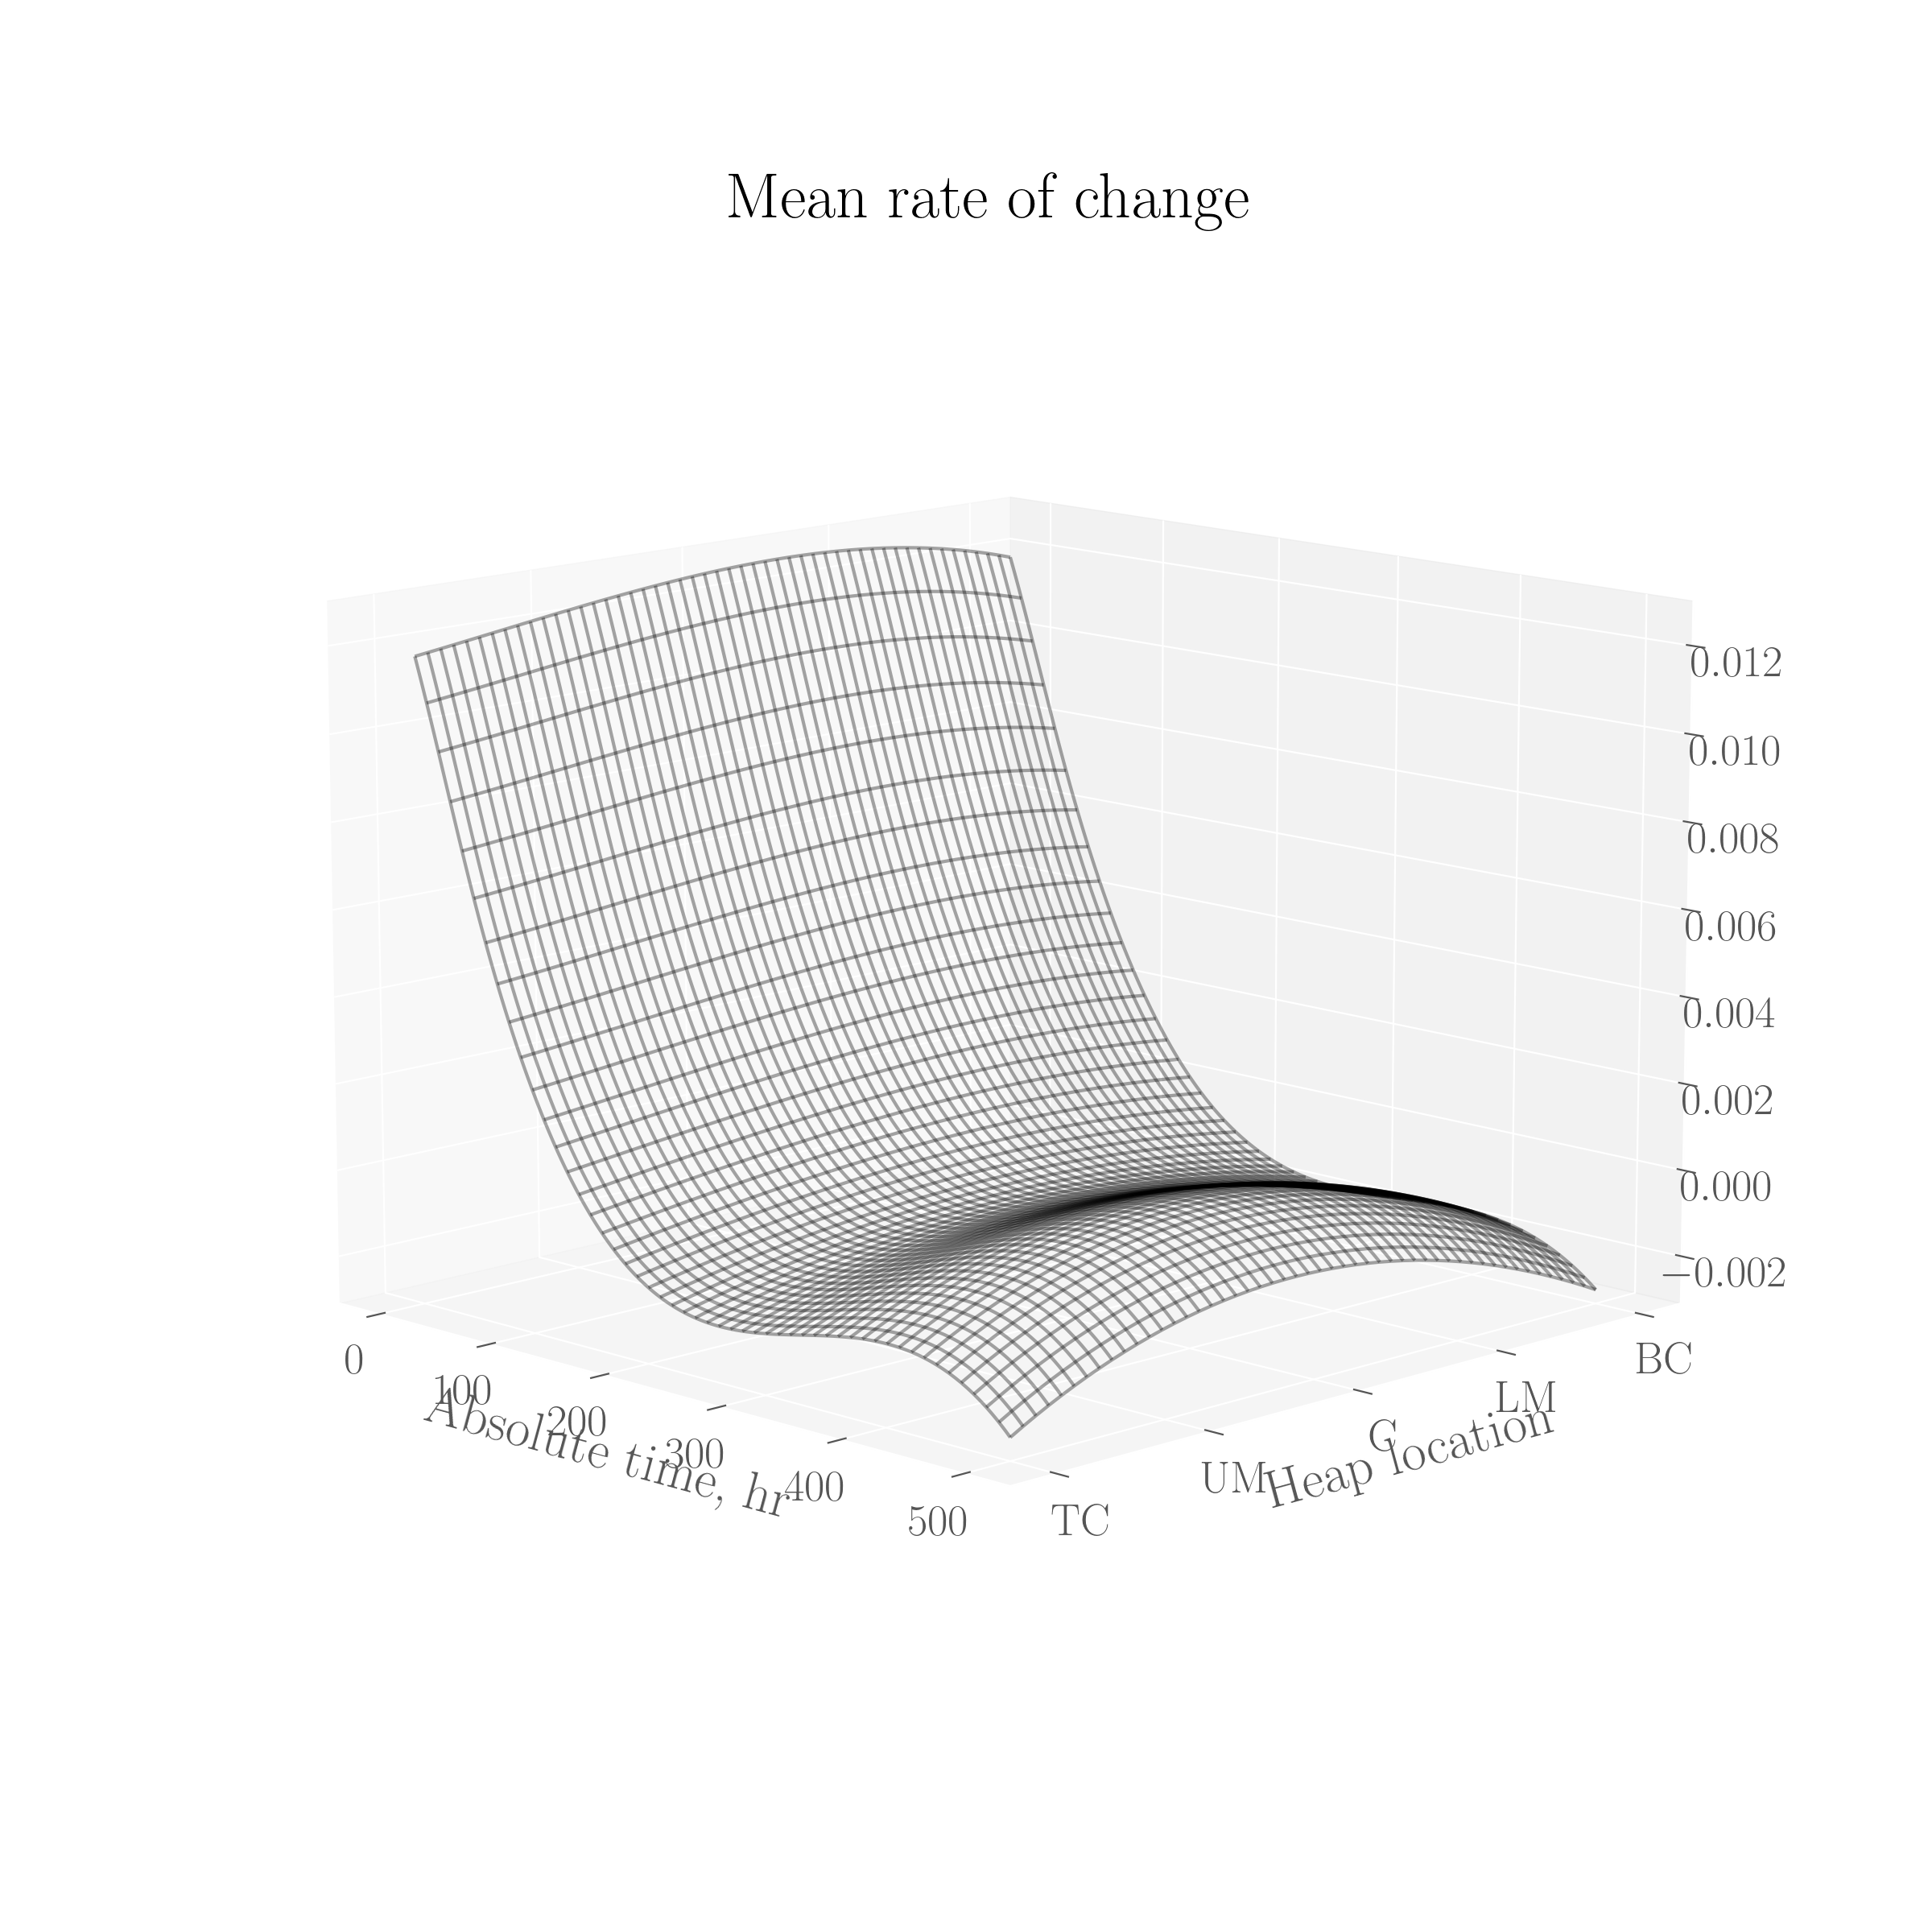 Mean rate of change
0.012
0.010
0.008
0.006
0.004
0.002
0.000
−0.002
0
100
200
300
400
500
Absolute time, hr
TC
UM
C
LM
BC
Heap location